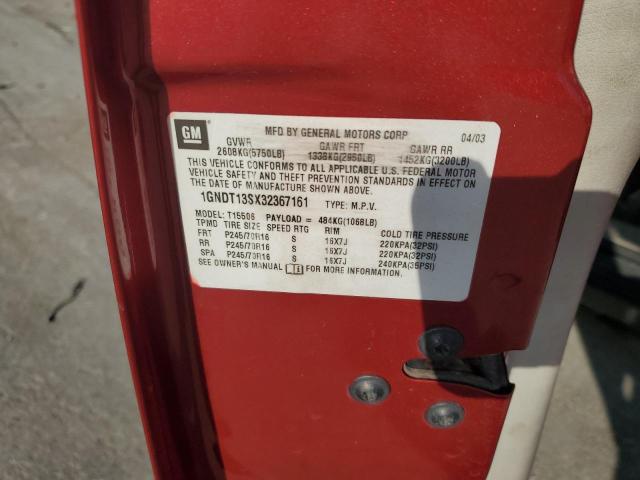 GM
MFD BY GENERAL MOTORS CORP 04/03
GVWR GAWR FRT GAWR RR
2608KG(5750LB) 1338KG(2950LB) 1452KG(3200LB)
THIS VEHICLE CONFORMS TO ALL APPLICABLE U.S. FEDERAL MOTOR
VEHICLE SAFETY AND THEFT PREVENTION STANDARDS IN EFFECT ON
THE DATE OF MANUFACTURE SHOWN ABOVE.
1GNDT13SX32367161 TYPE: M.P.V.
MODEL: T15506 PAYLOAD = 484KG(1068LB)
TPMD TIRE SIZE SPEED RTG RIM COLD TIRE PRESSURE
FRT P245/70R16 S 16X7J 220KPA(32PSI)
RR P245/70R16 S 16X7J 220KPA(32PSI)
SPA P245/70R16 S 16X7J 240KPA(35PSI)
SEE OWNER'S MANUAL FOR MORE INFORMATION.